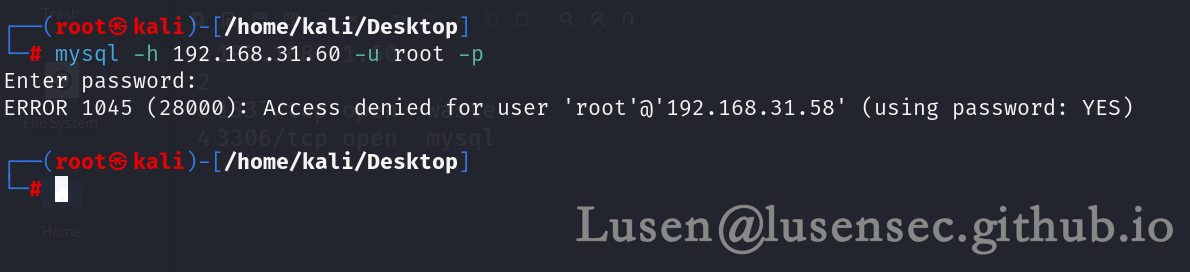 Trash
┌──(root㉿kali)-[/home/kali/Desktop]
└─# mysql -h 192.168.31.60 -u root -p
Enter password:
2
ERROR 1045 (28000): Access denied for user 'root'@'192.168.31.58' (using password: YES)
File System
4 3306/tcp open mysql
┌──(root㉿kali)-[/home/kali/Desktop]
└─#
Lusen@lusensec.github.io
Home